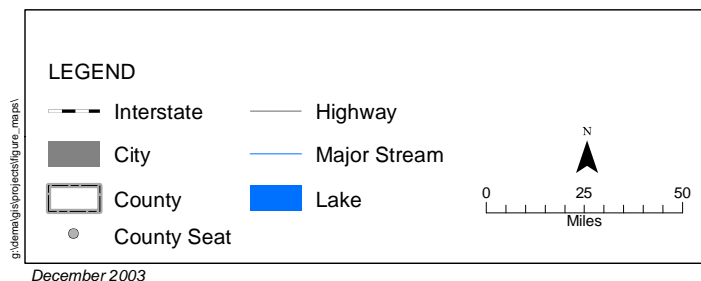 LEGEND
Interstate
Highway
City
Major Stream
County
Lake
County Seat
N
0 25 50
Miles
g:\dema\gis\projects\figure_maps\
December 2003